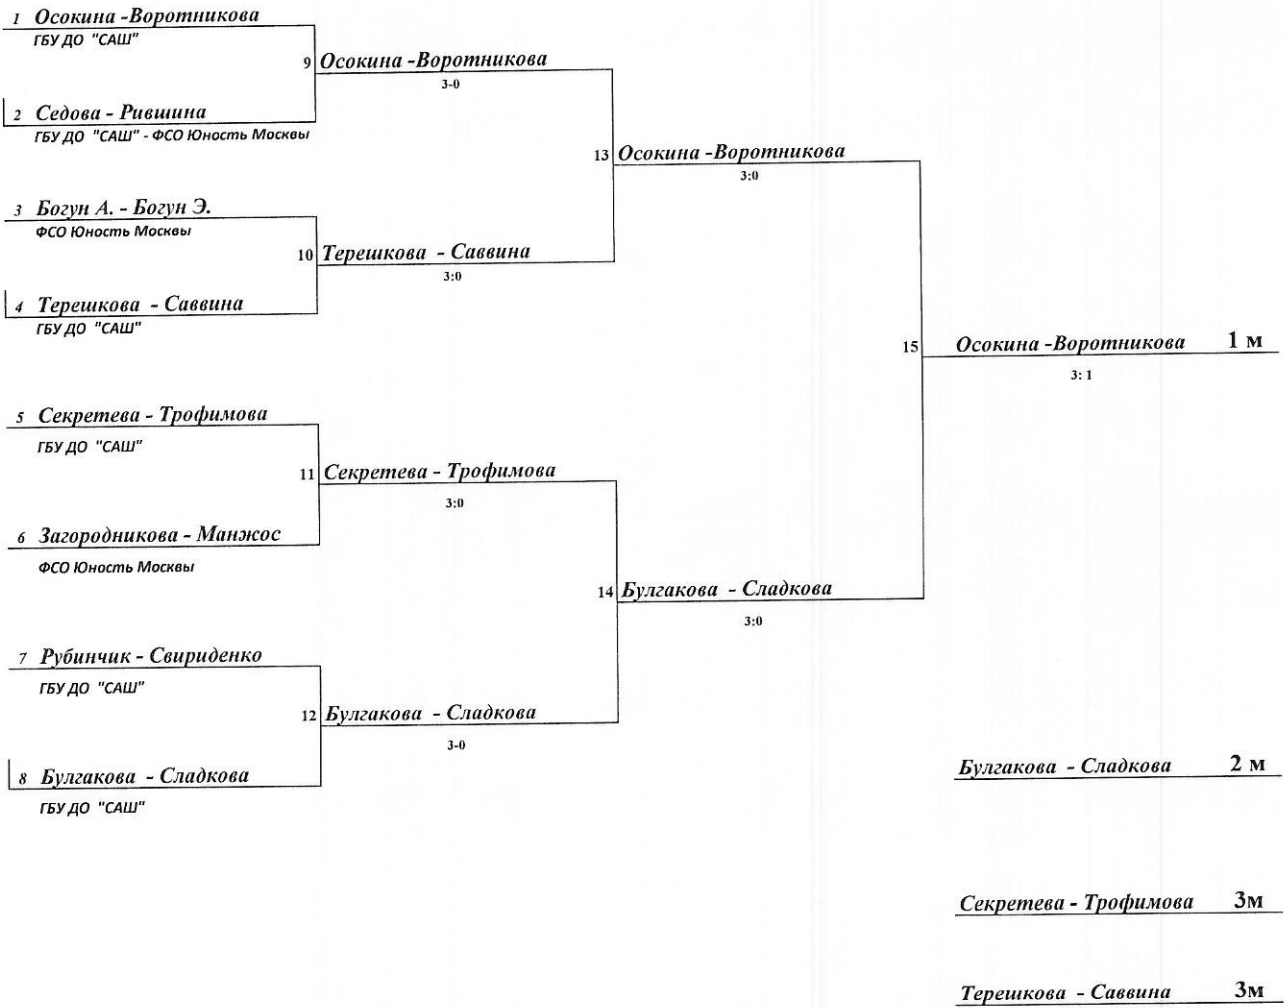 1 Осокина -Воротникова
ГБУ ДО "САШ"
9 Осокина -Воротникова
3-0
2 Седова - Рившина
ГБУ ДО "САШ" - ФСО Юность Москвы
13 Осокина -Воротникова
3:0
3 Богун А. - Богун Э.
ФСО Юность Москвы
10 Терешкова - Саввина
3:0
4 Терешкова - Саввина
ГБУ ДО "САШ"
15 Осокина -Воротникова 1 м
3: 1
5 Секретева - Трофимова
ГБУ ДО "САШ"
11 Секретева - Трофимова
3:0
6 Загородникова - Манжос
ФСО Юность Москвы
14 Булгакова - Сладкова
3:0
7 Рубинчик - Свириденко
ГБУ ДО "САШ"
12 Булгакова - Сладкова
3-0
8 Булгакова - Сладкова
ГБУ ДО "САШ"
Булгакова - Сладкова 2 м
Секретева - Трофимова 3м
Терешкова - Саввина 3м